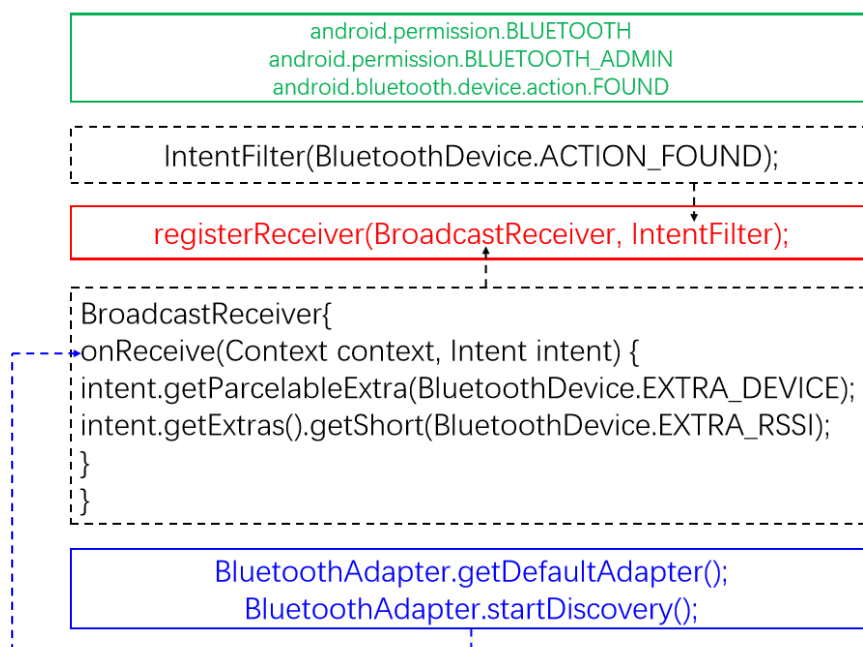 android.permission.BLUETOOTH
android.permission.BLUETOOTH_ADMIN
android.bluetooth.device.action.FOUND
IntentFilter(BluetoothDevice.ACTION_FOUND);
registerReceiver(BroadcastReceiver, IntentFilter);
BroadcastReceiver{
onReceive(Context context, Intent intent) {
intent.getParcelableExtra(BluetoothDevice.EXTRA_DEVICE);
intent.getExtras().getShort(BluetoothDevice.EXTRA_RSSI);
}
}
BluetoothAdapter.getDefaultAdapter();
BluetoothAdapter.startDiscovery();